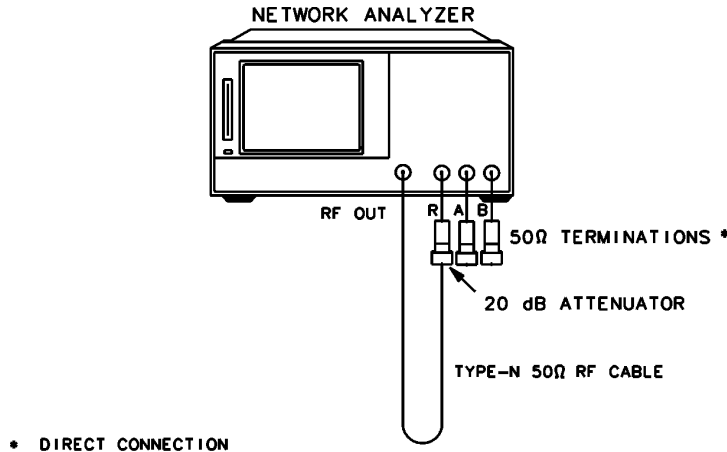 NETWORK ANALYZER
RF OUT
R A B
50Ω TERMINATIONS *
20 dB ATTENUATOR
TYPE-N 50Ω RF CABLE
* DIRECT CONNECTION